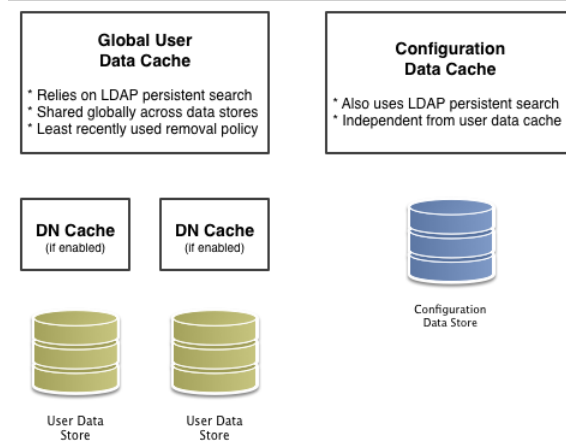 Global User
Data Cache
* Relies on LDAP persistent search
* Shared globally across data stores
* Least recently used removal policy
Configuration
Data Cache
* Also uses LDAP persistent search
* Independent from user data cache
DN Cache
(if enabled)
DN Cache
(if enabled)
Configuration
Data Store
User Data
Store
User Data
Store